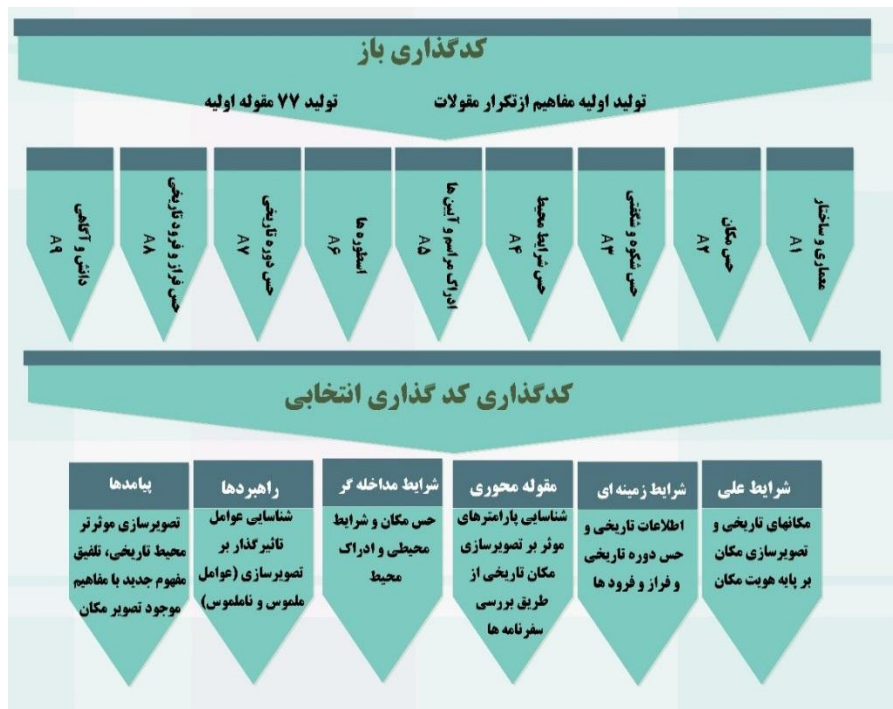 کدگذاری باز
تولید اولیه مفاهیم ازتکرار مقولات
تولید ۷۷ مقوله اولیه
معماری و ساختار
A۱
حس مکان
A۲
حس شکوه و شگفتی
A۳
حس شرایط محیط
A۴
ادراک مراسم و آیین ها
A۵
اسطوره ها
A۶
حس دوره تاریخی
A۷
حس فراز و فرود تاریخی
A۸
دانش و آگاهی
A۹
کدگذاری کد گذاری انتخابی
شرایط علی
مکانهای تاریخی و
تصویرسازی مکان
بر پایه هویت مکان
شرایط زمینه ای
اطلاعات تاریخی و
حس دوره تاریخی
و فراز و فرود ها
مقوله محوری
شناسایی پارامترهای
موثر بر تصویرسازی
مکان تاریخی از
طریق بررسی
سفرنامه ها
شرایط مداخله گر
حس مکان و شرایط
محیطی و ادراک
محیط
راهبردها
شناسایی عوامل
تاثیرگذار بر
تصویرسازی (عوامل
ملموس و ناملموس)
پیامدها
تصویرسازی موثرتر
محیط تاریخی، تلفیق
مفهوم جدید با مفاهیم
موجود تصویر مکان